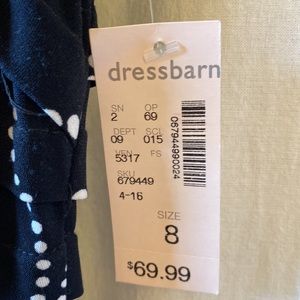 dressbarn
SN OP
2 69
DEPT SCL
09 015
VEN FS
5317
SKU
679449
4-16
SIZE
8
$69.99
067944990024